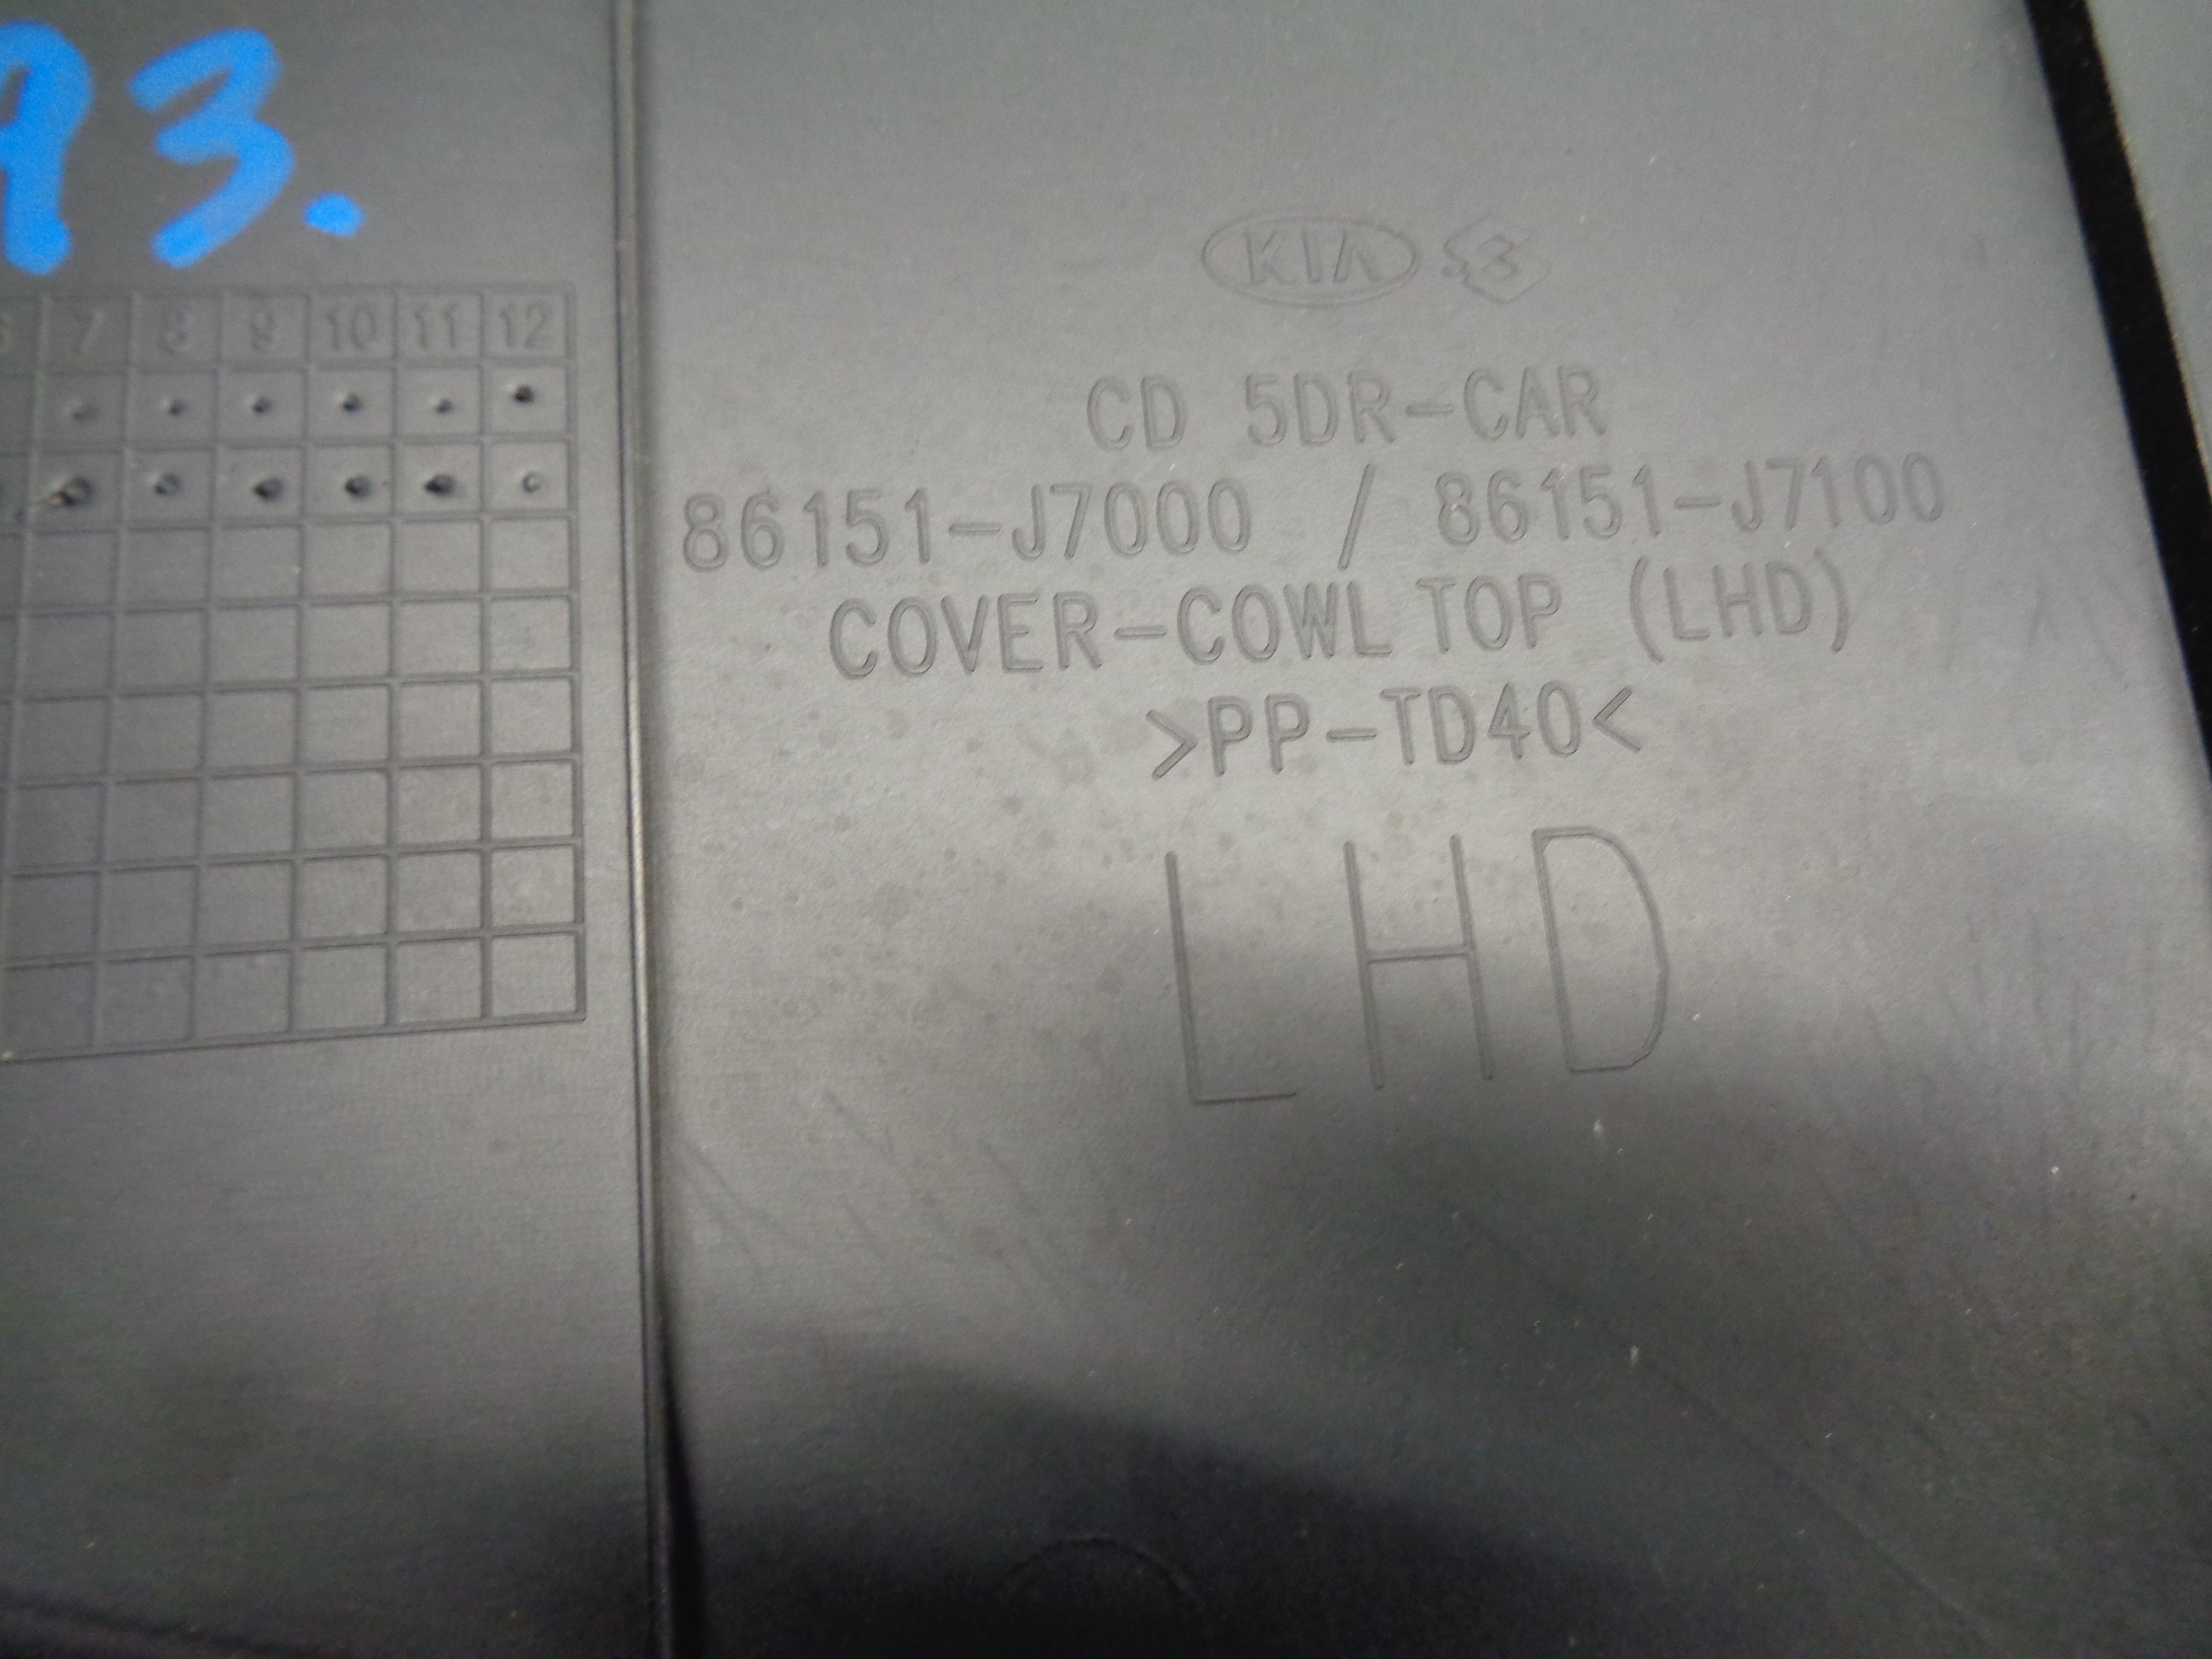 93.
7 8 9 10 11 12
KIA
CD 5DR-CAR
86151-J7000 / 86151-J7100
COVER-COWL TOP (LHD)
>PP-TD40<
LHD